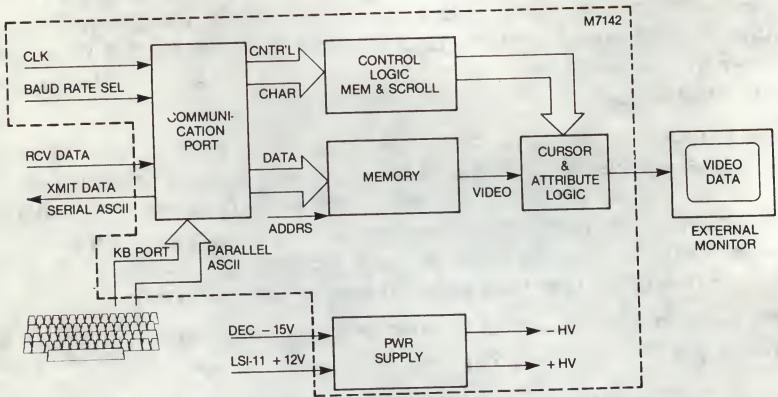 M7142
CLK
BAUD RATE SEL
RCV DATA
XMIT DATA
SERIAL ASCII
COMMUNI-
CATION
PORT
CNTR'L
CHAR
DATA
ADDRS
KB PORT
PARALLEL
ASCII
CONTROL
LOGIC
MEM & SCROLL
MEMORY
VIDEO
CURSOR
&
ATTRIBUTE
LOGIC
VIDEO
DATA
EXTERNAL
MONITOR
DEC – 15V
LSI-11 + 12V
PWR
SUPPLY
– HV
+ HV